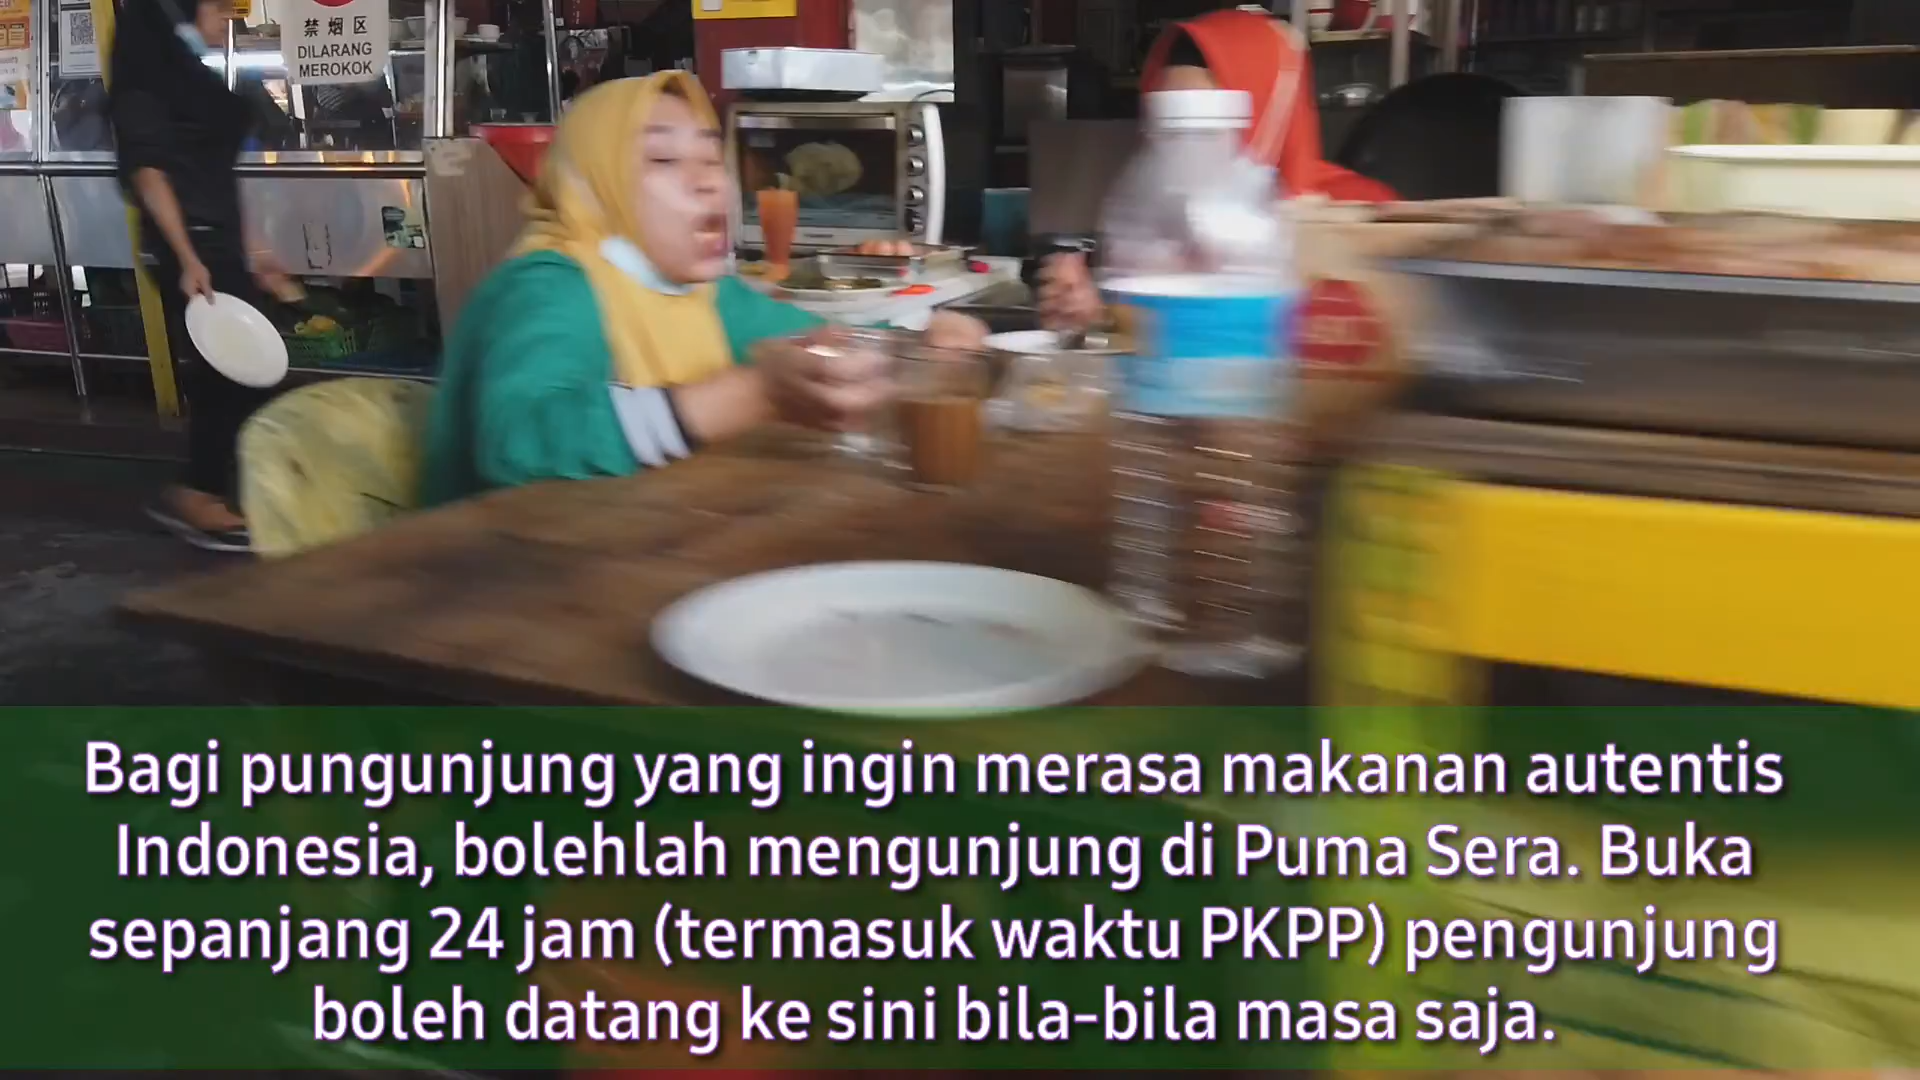 禁烟区
DILARANG
MEROKOK
Bagi pungunjung yang ingin merasa makanan autentis
Indonesia, bolehlah mengunjung di Puma Sera. Buka
sepanjang 24 jam (termasuk waktu PKPP) pengunjung
boleh datang ke sini bila-bila masa saja.